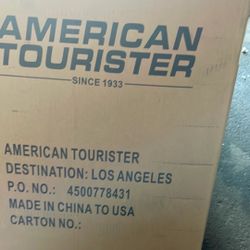 AMERICAN
TOURISTER
SINCE 1933
AMERICAN TOURISTER
DESTINATION: LOS ANGELES
P.O. NO.: 4500778431
MADE IN CHINA TO USA
CARTON NO.: